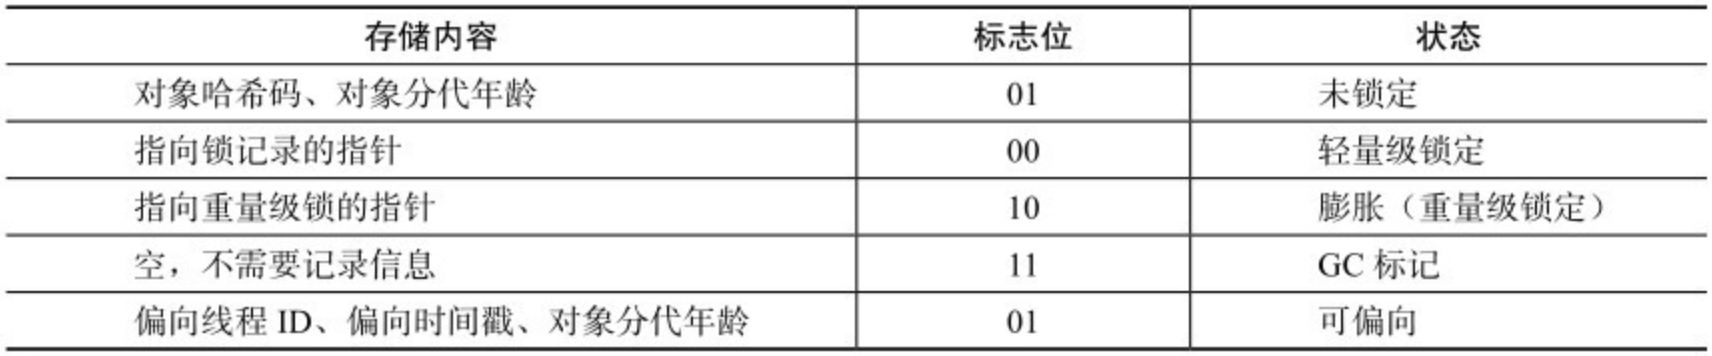 存储内容 标志位 状态
对象哈希码、对象分代年龄 01 未锁定
指向锁记录的指针 00 轻量级锁定
指向重量级锁的指针 10 膨胀（重量级锁定）
空，不需要记录信息 11 GC 标记
偏向线程 ID、偏向时间戳、对象分代年龄 01 可偏向